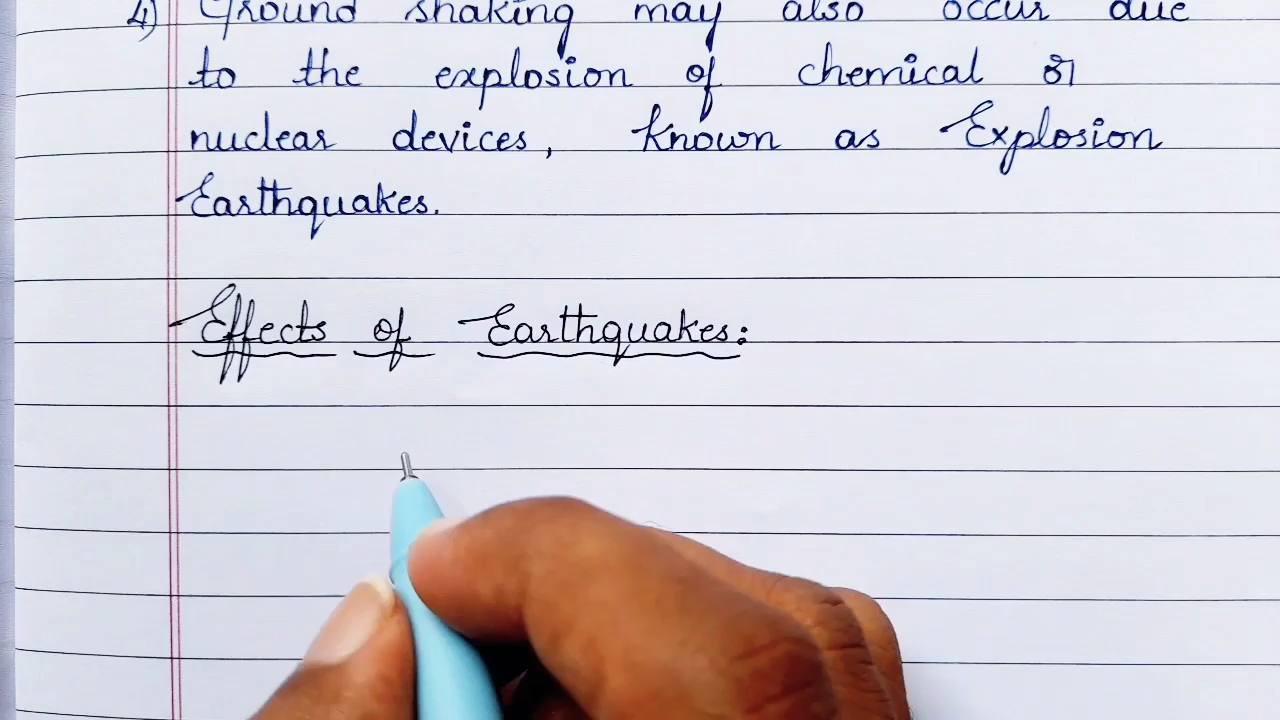 4) Ground shaking may also occur due
to the explosion of chemical or
nuclear devices, known as Explosion
Earthquakes.
Effects of Earthquakes: